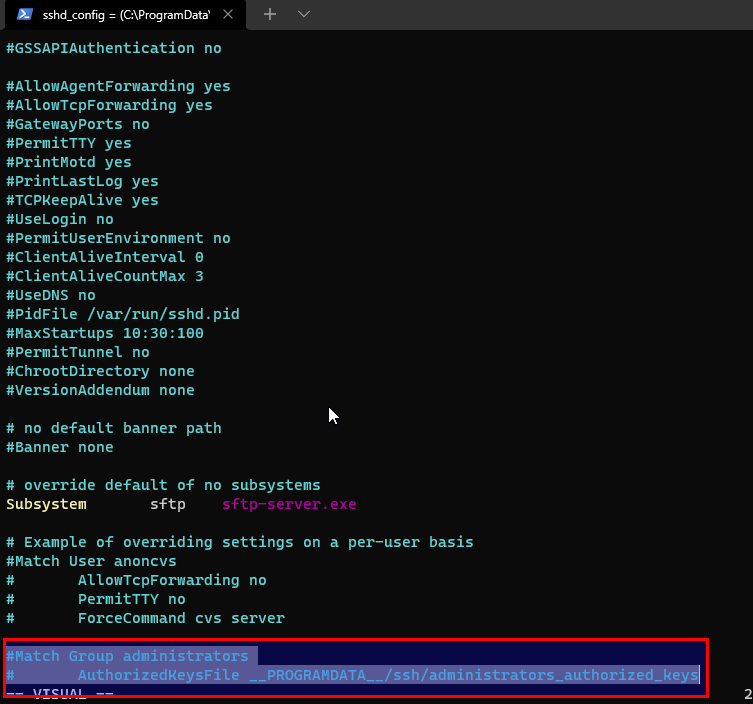 sshd_config = (C:\ProgramData\
#GSSAPIAuthentication no
#AllowAgentForwarding yes
#AllowTcpForwarding yes
#GatewayPorts no
#PermitTTY yes
#PrintMotd yes
#PrintLastLog yes
#TCPKeepAlive yes
#UseLogin no
#PermitUserEnvironment no
#ClientAliveInterval 0
#ClientAliveCountMax 3
#UseDNS no
#PidFile /var/run/sshd.pid
#MaxStartups 10:30:100
#PermitTunnel no
#ChrootDirectory none
#VersionAddendum none
# no default banner path
#Banner none
# override default of no subsystems
Subsystem sftp sftp-server.exe
# Example of overriding settings on a per-user basis
#Match User anoncvs
# AllowTcpForwarding no
# PermitTTY no
# ForceCommand cvs server
#Match Group administrators
# AuthorizedKeysFile __PROGRAMDATA__/ssh/administrators_authorized_keys
-- VISUAL -- 2